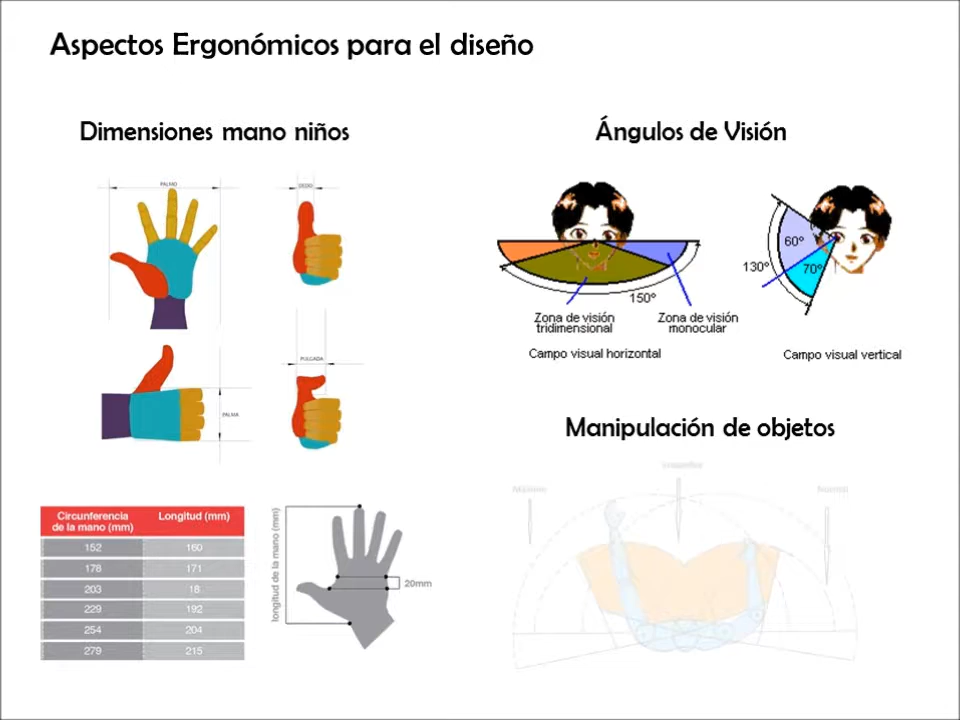 Aspectos Ergonómicos para el diseño
Dimensiones mano niños
PALMO
DEDO
PULGADA
PALMA
Circunferencia
de la mano (mm)
Longitud (mm)
152 160
178 171
203 18
229 192
254 204
279 215
longitud de la mano (mm)
20mm
Ángulos de Visión
150°
Zona de visión
tridimensional
Zona de visión
monocular
Campo visual horizontal
60°
130°
70°
Campo visual vertical
Manipulación de objetos
Máximo
Normal